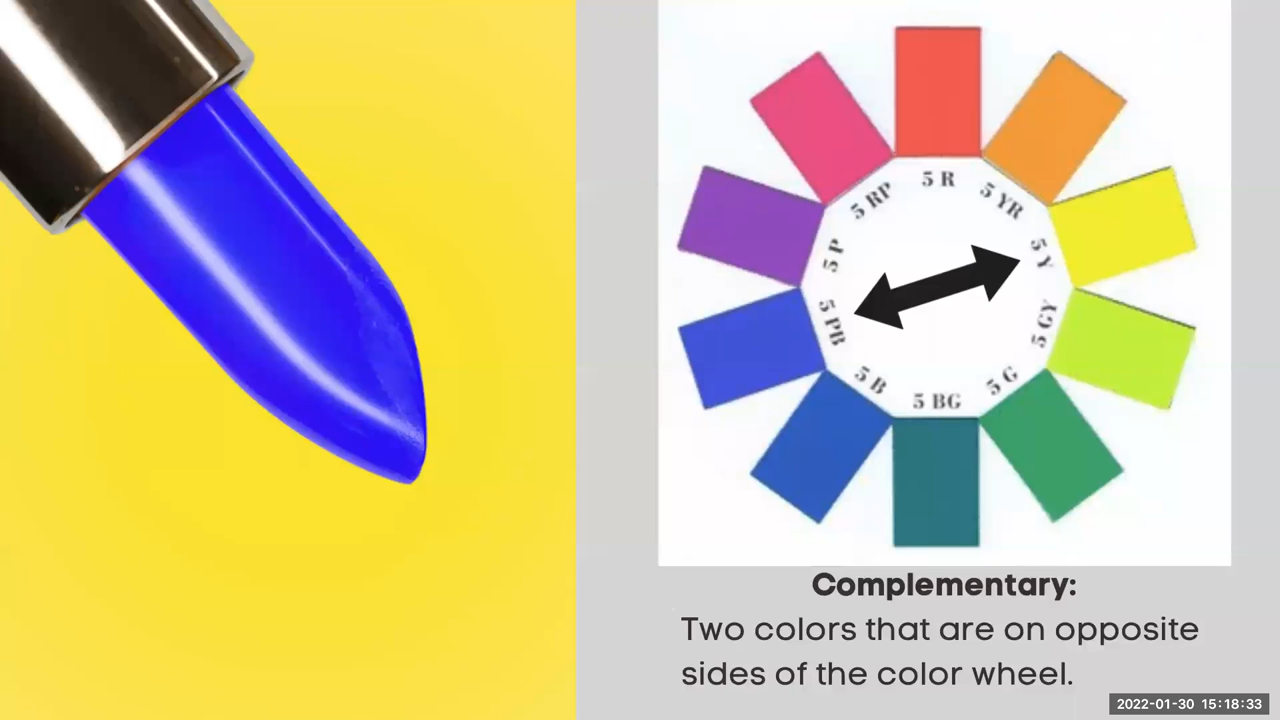 5 R
5 YR
5 Y
5 GY
5 G
5 BG
5 B
5 PB
5 P
5 RP
Complementary:
Two colors that are on opposite
sides of the color wheel.
2022-01-30 15:18:33